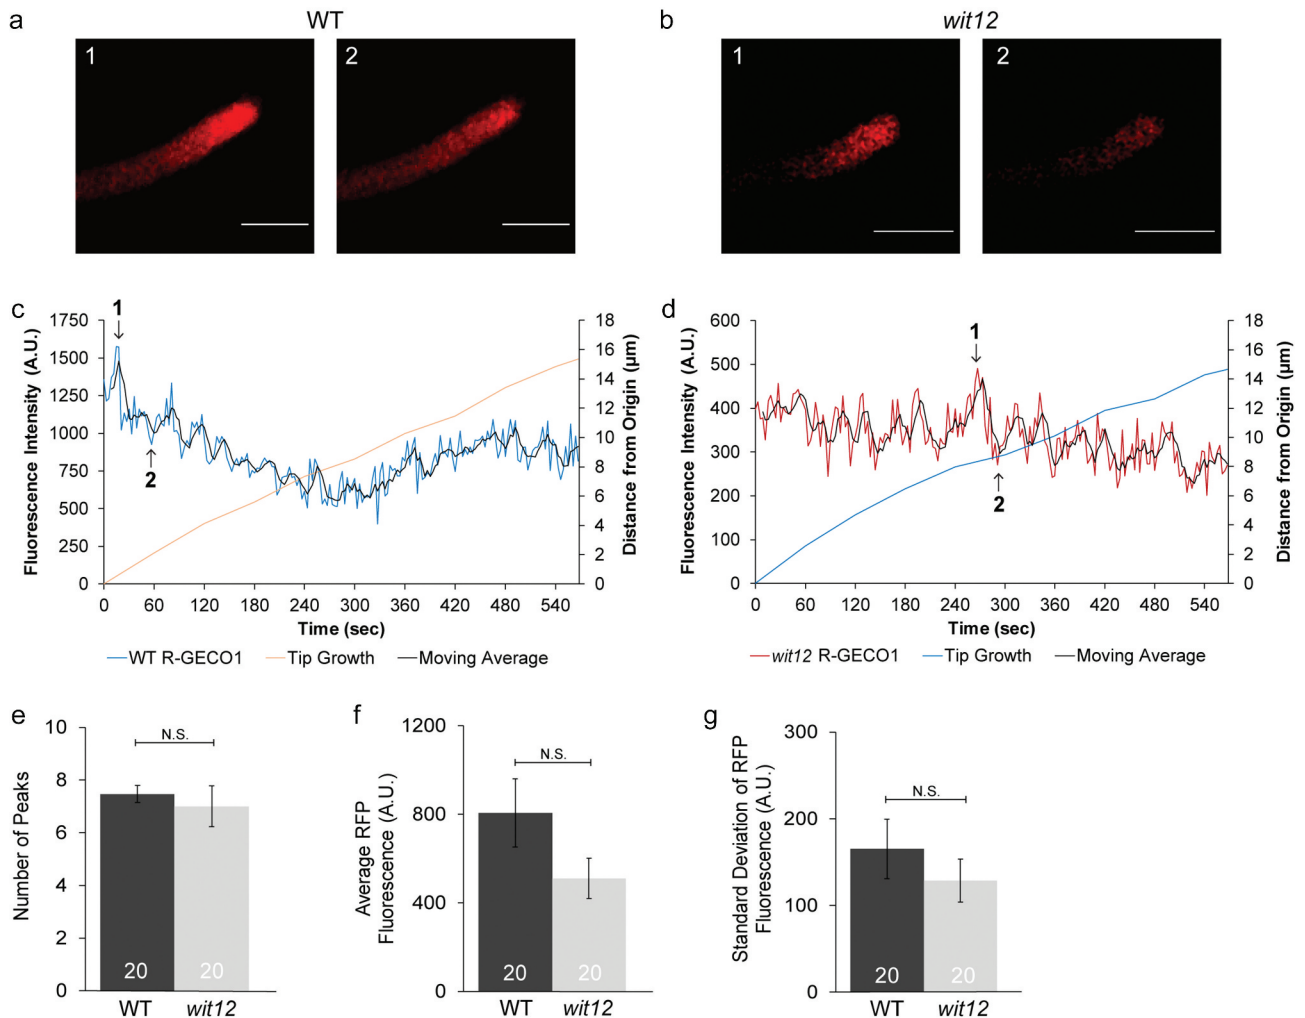 a
WT
b
wit12
1
2
1
2
c
Fluorescence Intensity (A.U.)
1750
1500
1250
1000
750
500
250
0
1
2
18
16
14
12
10
8
6
4
2
0
Distance from Origin (µm)
0 60 120 180 240 300 360 420 480 540
Time (sec)
WT R-GECO1 Tip Growth Moving Average
d
Fluorescence Intensity (A.U.)
600
500
400
300
200
100
0
1
2
18
16
14
12
10
8
6
4
2
0
Distance from Origin (µm)
0 60 120 180 240 300 360 420 480 540
Time (sec)
wit12 R-GECO1 Tip Growth Moving Average
e
Number of Peaks
10
8
6
4
2
0
N.S.
20 20
WT wit12
f
Average RFP
Fluorescence (A.U.)
1200
800
400
0
N.S.
20 20
WT wit12
g
Standard Deviation of RFP
Fluorescence (A.U.)
300
200
100
0
N.S.
20 20
WT wit12